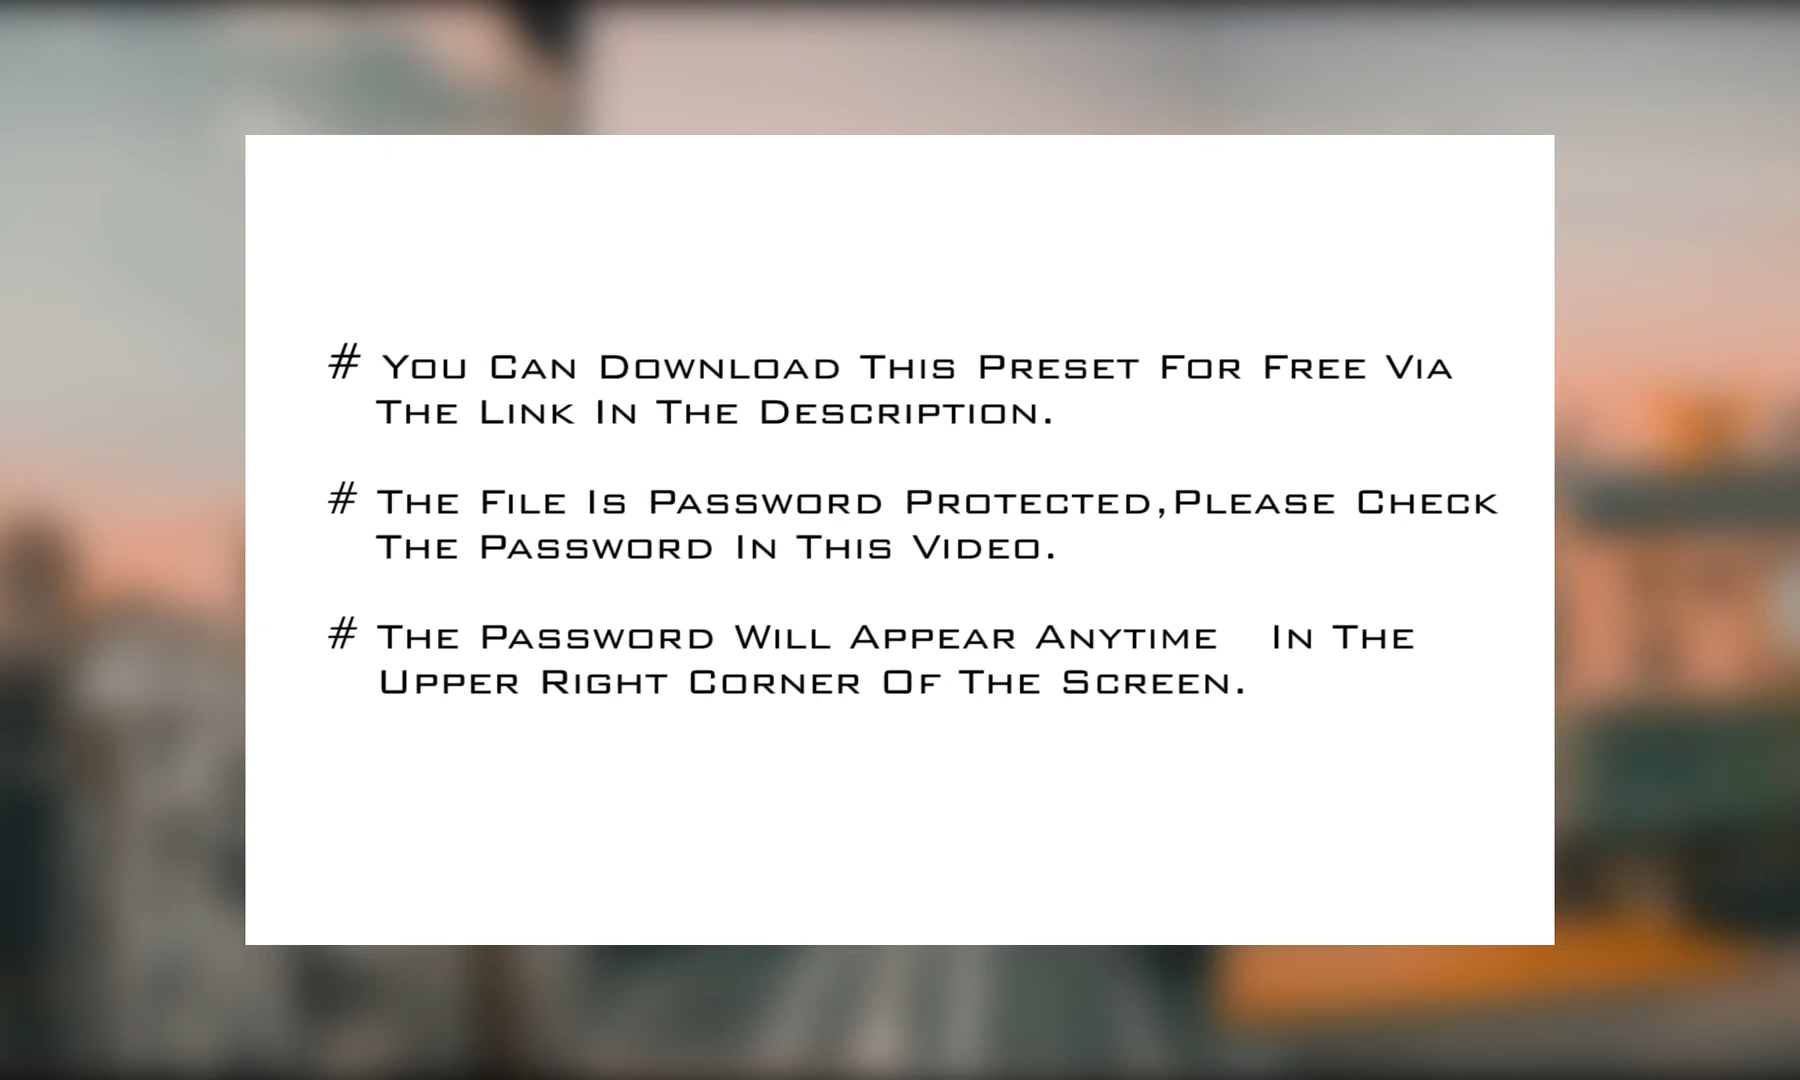 # You Can Download This Preset For Free Via
The Link In The Description.
# The File Is Password Protected,Please Check
The Password In This Video.
# The Password Will Appear Anytime In The
Upper Right Corner Of The Screen.